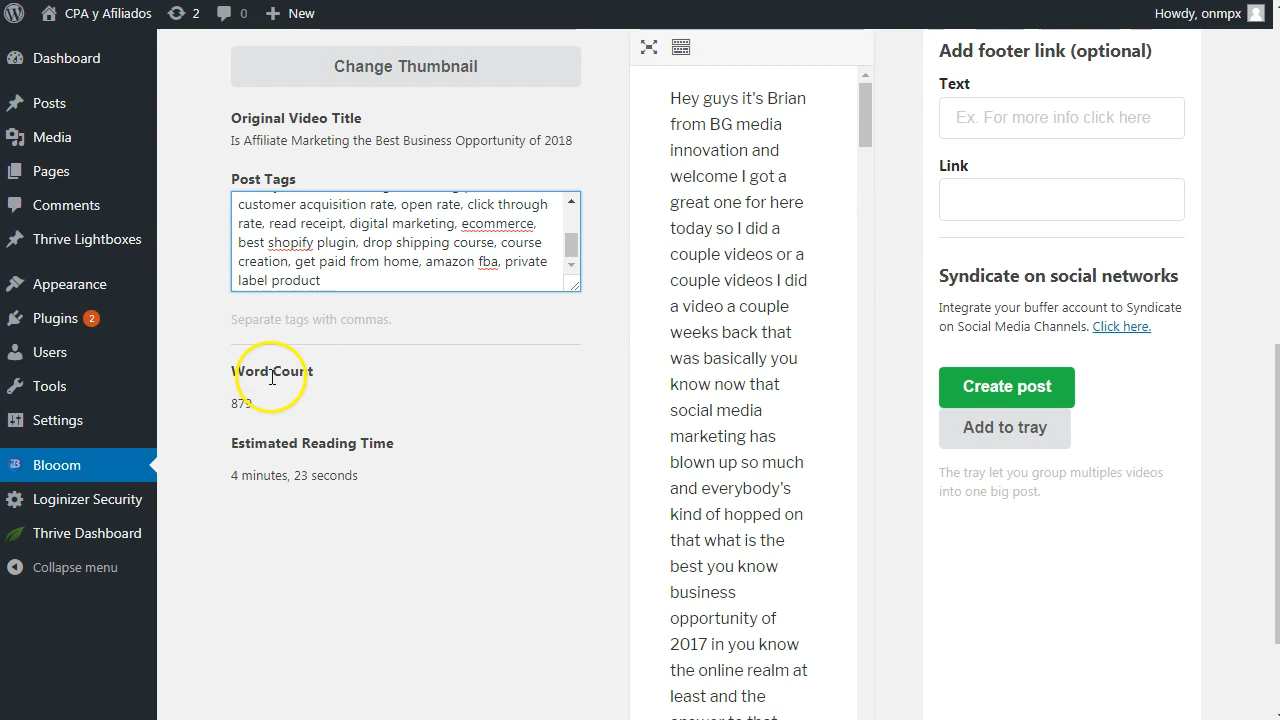 CPA y Afiliados
2
0
New
Howdy, onmpx
Dashboard
Posts
Media
Pages
Comments
Thrive Lightboxes
Appearance
Plugins 2
Users
Tools
Settings
Blooom
Loginizer Security
Thrive Dashboard
Collapse menu
Change Thumbnail
Original Video Title
Is Affiliate Marketing the Best Business Opportunity of 2018
Post Tags
customer acquisition rate, open rate, click through
rate, read receipt, digital marketing, ecommerce,
best shopify plugin, drop shipping course, course
creation, get paid from home, amazon fba, private
label product
Separate tags with commas.
Word Count
879
Estimated Reading Time
4 minutes, 23 seconds
Hey guys it's Brian
from BG media
innovation and
welcome I got a
great one for here
today so I did a
couple videos or a
couple videos I did
a video a couple
weeks back that
was basically you
know now that
social media
marketing has
blown up so much
and everybody's
kind of hopped on
that what is the
best you know
business
opportunity of
2017 in you know
the online realm at
least and the
answer to that
Add footer link (optional)
Text
Ex. For more info click here
Link
Syndicate on social networks
Integrate your buffer account to Syndicate
on Social Media Channels. Click here.
Create post
Add to tray
The tray let you group multiples videos
into one big post.